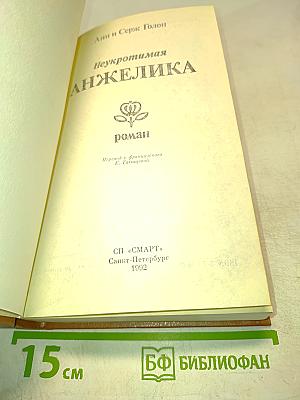 Анн и Серж Голон
Неукротимая
АНЖЕЛИКА
роман
Перевод с французского
СП «СМАРТ»
Санкт-Петербург
1992
15 см
БФ БИБЛИОФАН